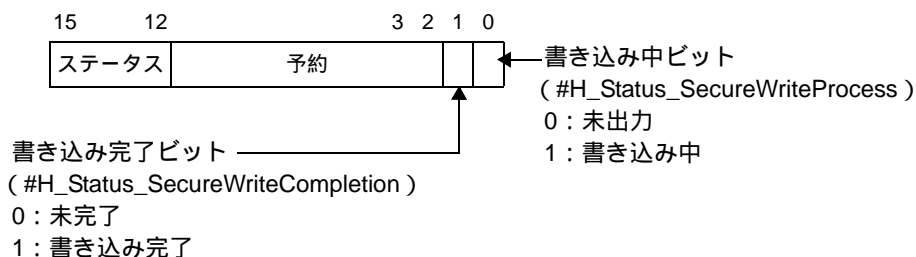 15 12 3 2 1 0
ステータス 予約
書き込み中ビット
（#H_Status_SecureWriteProcess）
0：未出力
1：書き込み中
書き込み完了ビット
（#H_Status_SecureWriteCompletion）
0：未完了
1：書き込み完了